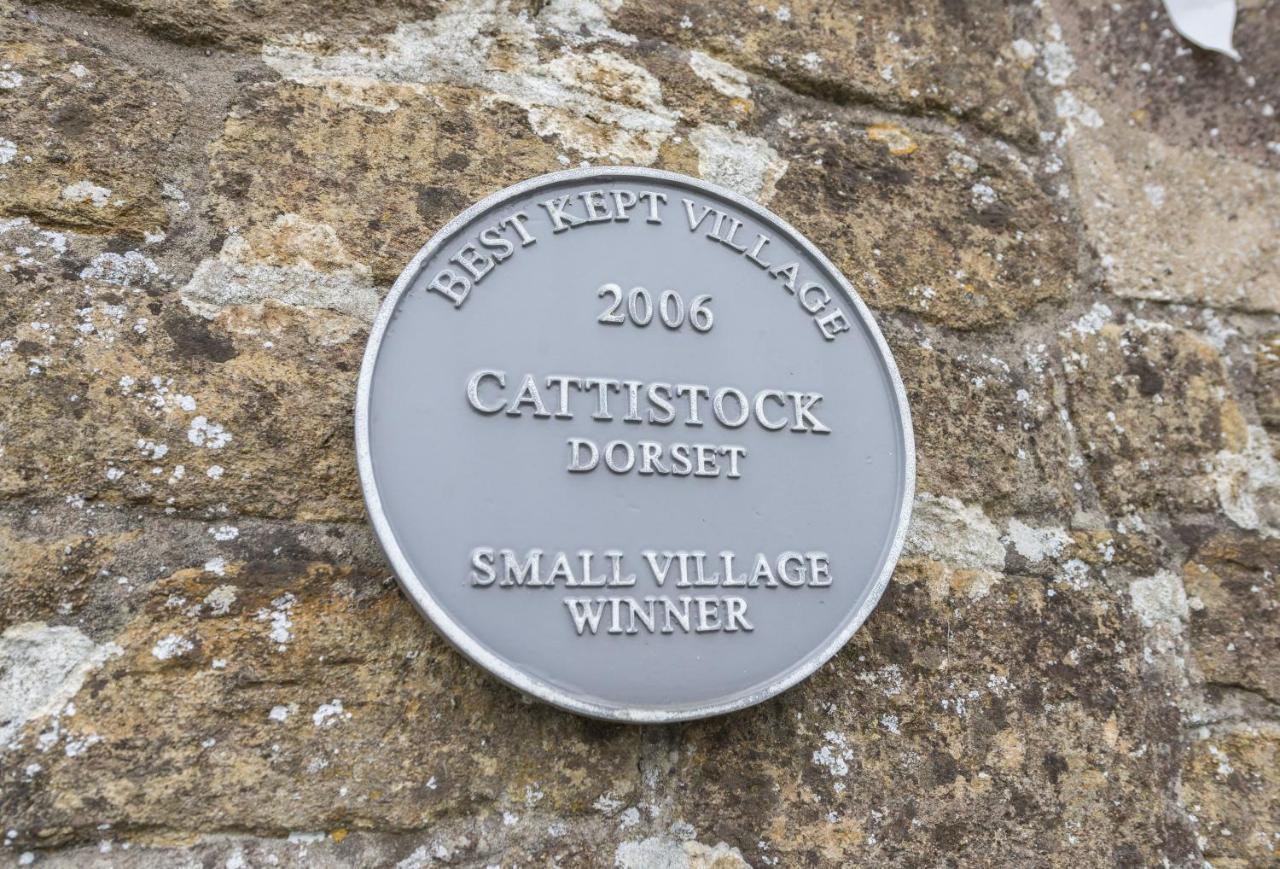 BEST KEPT VILLAGE
2006
CATTISTOCK
DORSET
SMALL VILLAGE
WINNER